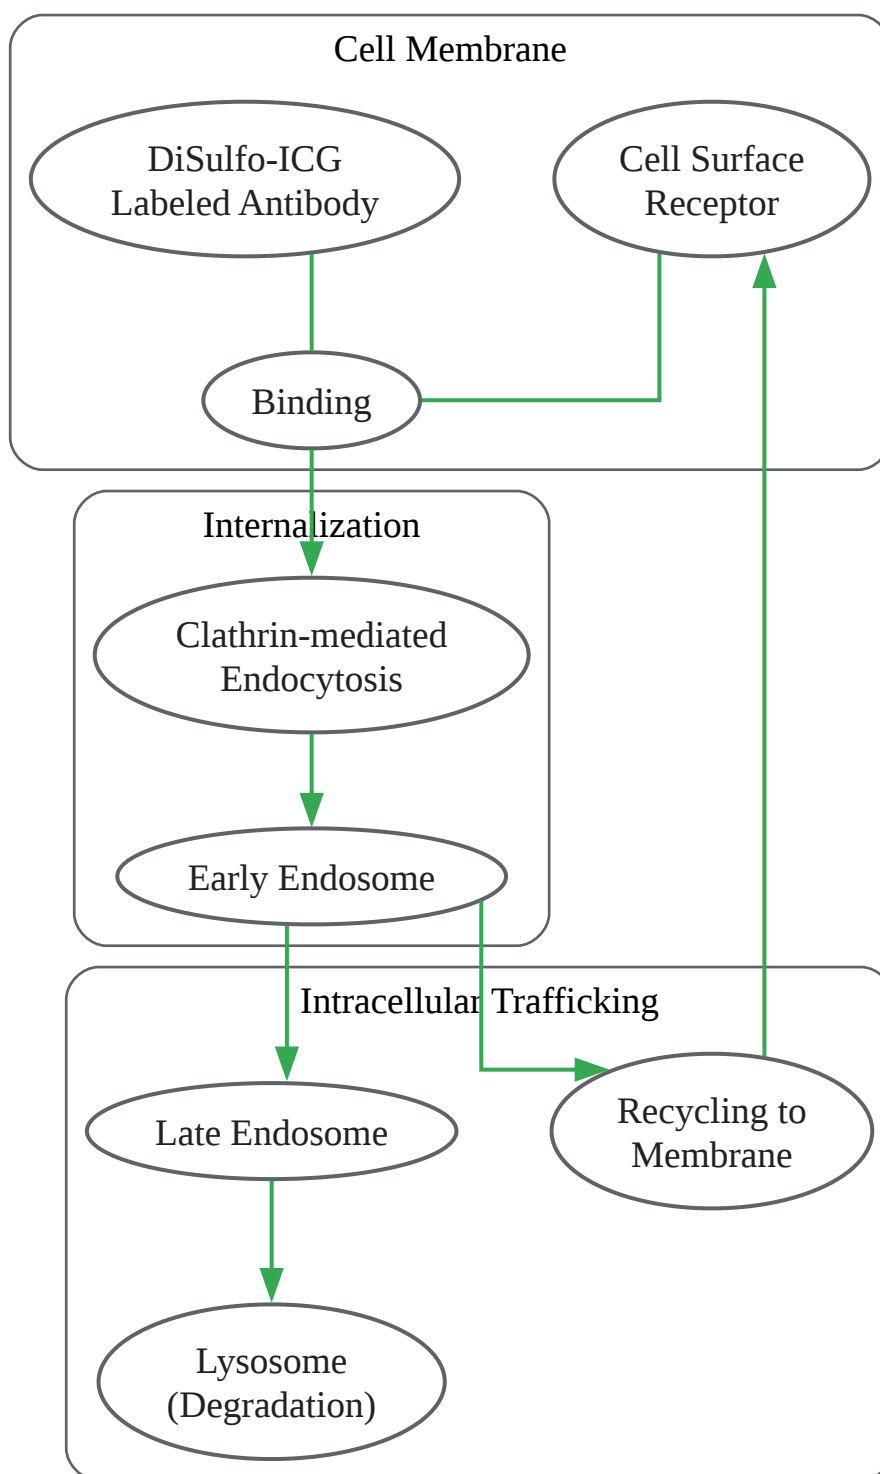 Cell Membrane
DiSulfo-ICG
Labeled Antibody
Cell Surface
Receptor
Binding
Internalization
Clathrin-mediated
Endocytosis
Early Endosome
Intracellular Trafficking
Late Endosome
Recycling to
Membrane
Lysosome
(Degradation)